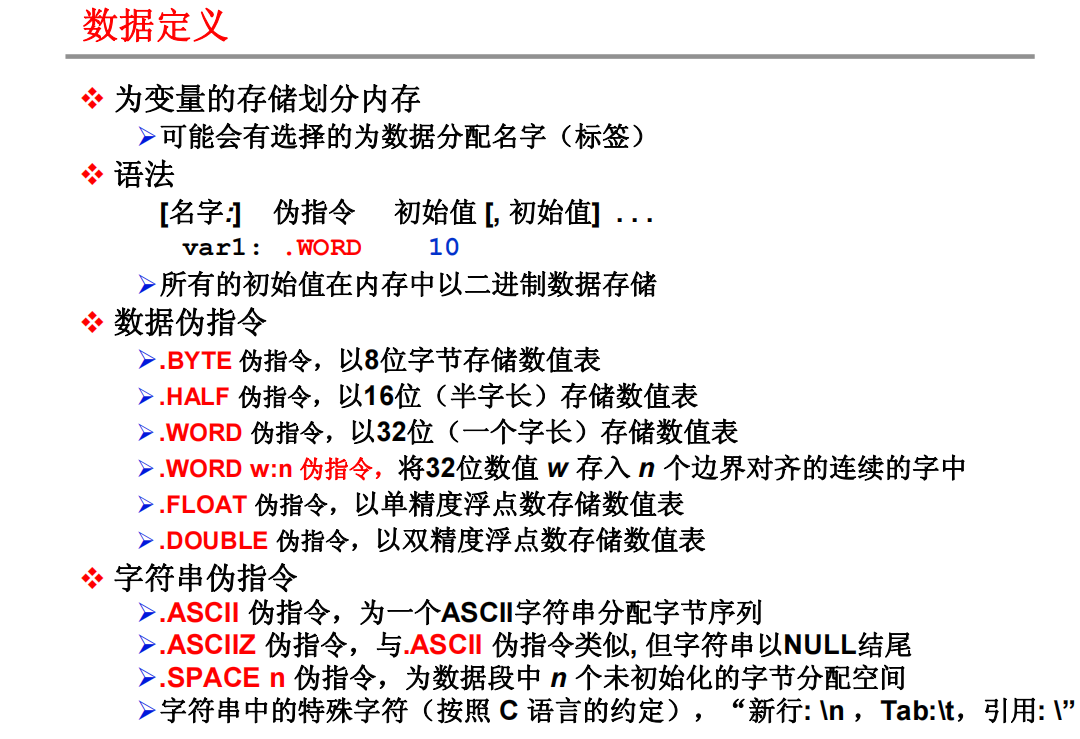 数据定义
❖ 为变量的存储划分内存
➢可能会有选择的为数据分配名字（标签）
❖ 语法
[名字:] 伪指令 初始值 [, 初始值] ...
var1: .WORD 10
➢所有的初始值在内存中以二进制数据存储
❖ 数据伪指令
➢.BYTE 伪指令，以8位字节存储数值表
➢.HALF 伪指令，以16位（半字长）存储数值表
➢.WORD 伪指令，以32位（一个字长）存储数值表
➢.WORD w:n 伪指令，将32位数值 w 存入 n 个边界对齐的连续的字中
➢.FLOAT 伪指令，以单精度浮点数存储数值表
➢.DOUBLE 伪指令，以双精度浮点数存储数值表
❖ 字符串伪指令
➢.ASCII 伪指令，为一个ASCII字符串分配字节序列
➢.ASCIIZ 伪指令，与.ASCII 伪指令类似, 但字符串以NULL结尾
➢.SPACE n 伪指令，为数据段中 n 个未初始化的字节分配空间
➢字符串中的特殊字符（按照 C 语言的约定），“新行: \n ，Tab:\t，引用: \”